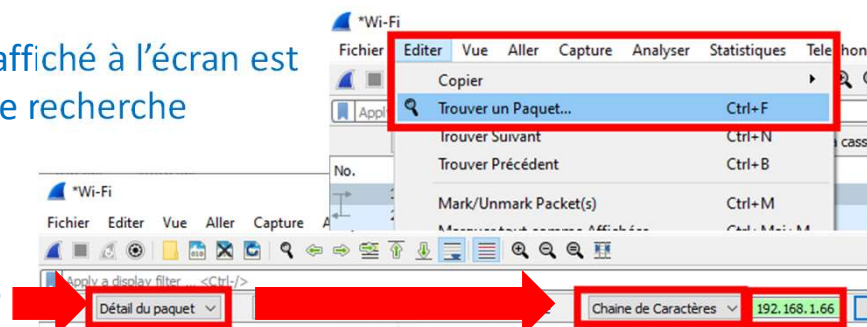 *Wi-Fi
affiché à l'écran est
Fichier Editer Vue Aller Capture Analyser Statistiques
Copier
e recherche
Appl
Trouver un Paquet... Ctrl+F
Trouver Suivant Ctrl+N
No.
Trouver Précédent Ctrl+B
*Wi-Fi
Mark/Unmark Packet(s) Ctrl+M
Fichier Editer Vue Aller Capture A
Apply a display filter ... <Ctrl-/>
Détail du paquet
Chaine de Caractères
192.168.1.66